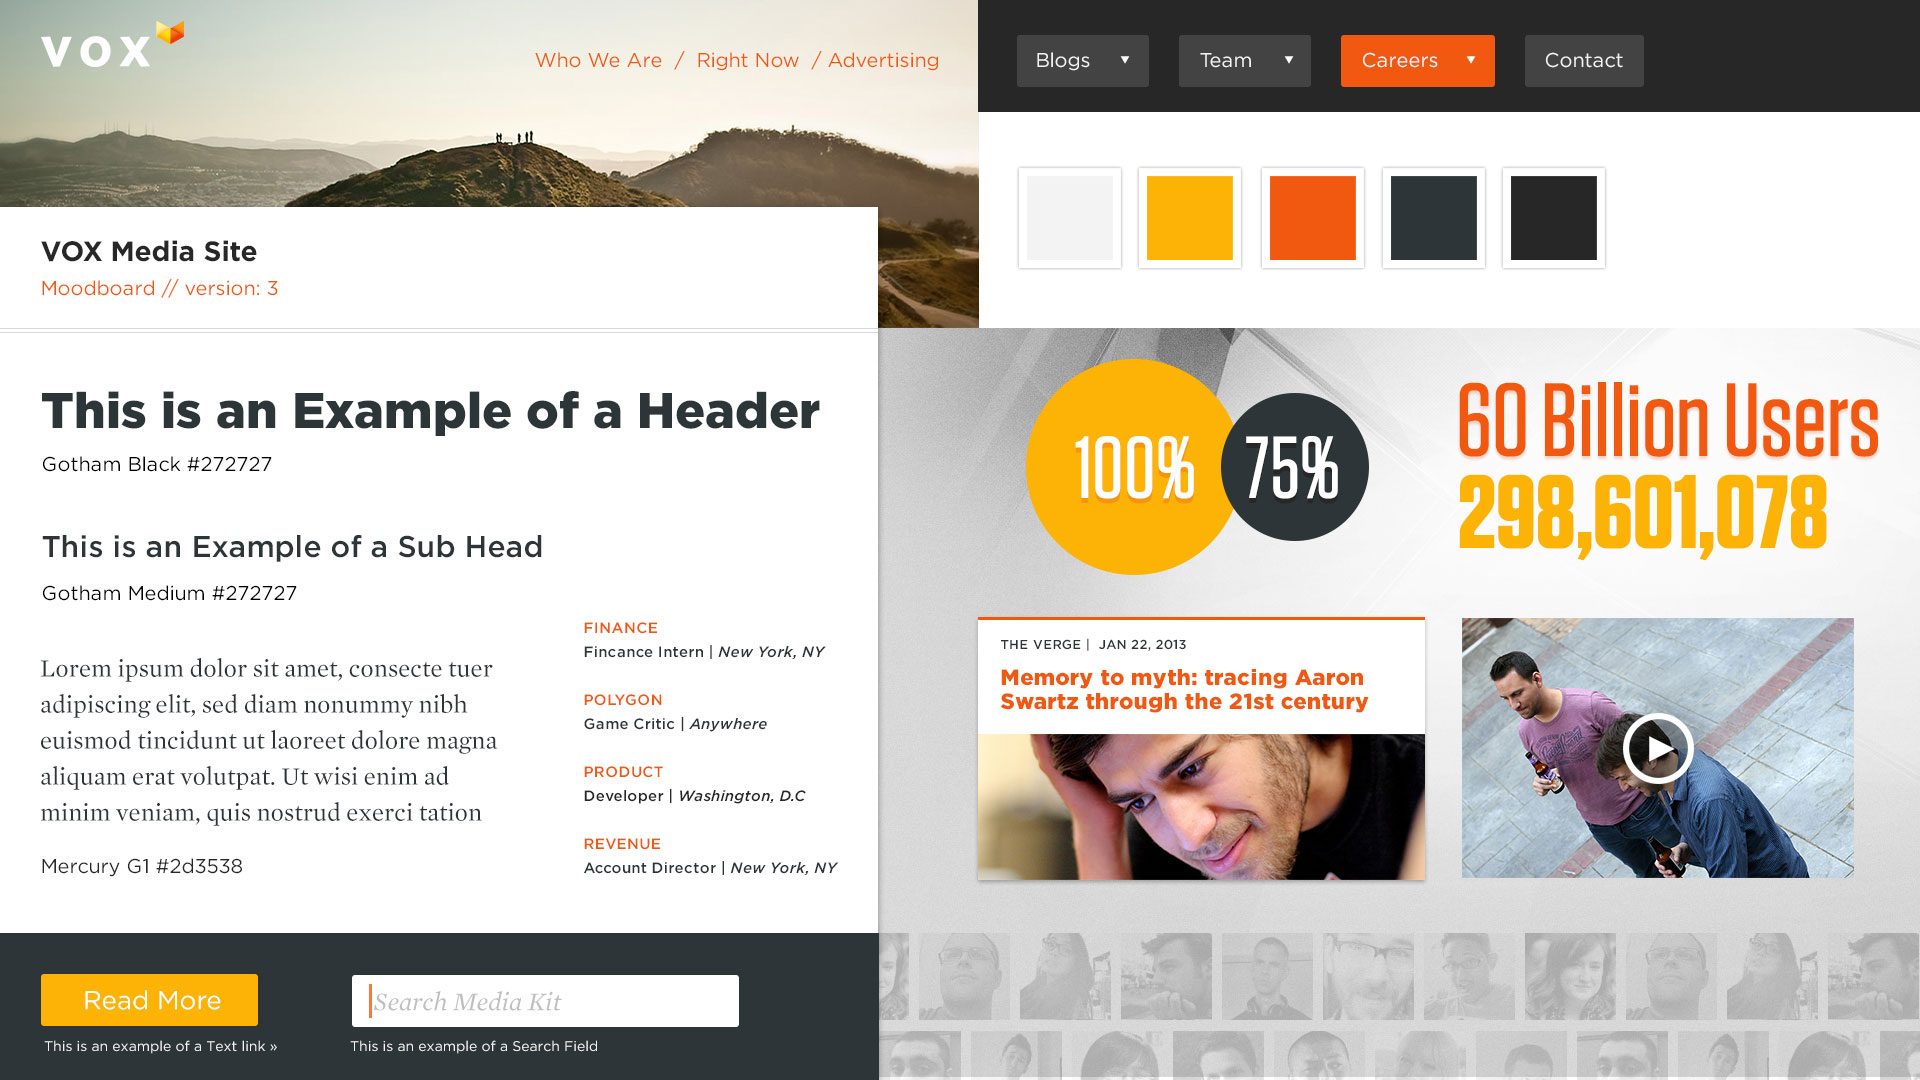 VOX
Who We Are / Right Now / Advertising
Blogs ▼
Team ▼
Careers ▼
Contact
VOX Media Site
Moodboard // version: 3
This is an Example of a Header
Gotham Black #272727
This is an Example of a Sub Head
Gotham Medium #272727
Lorem ipsum dolor sit amet, consecte tuer
adipiscing elit, sed diam nonummy nibh
euismod tincidunt ut laoreet dolore magna
aliquam erat volutpat. Ut wisi enim ad
minim veniam, quis nostrud exerci tation
Mercury G1 #2d3538
FINANCE
Fincance Intern | New York, NY
POLYGON
Game Critic | Anywhere
PRODUCT
Developer | Washington, D.C
REVENUE
Account Director | New York, NY
Read More
This is an example of a Text link »
Search Media Kit
This is an example of a Search Field
100%
75%
60 Billion Users
298,601,078
THE VERGE | JAN 22, 2013
Memory to myth: tracing Aaron
Swartz through the 21st century